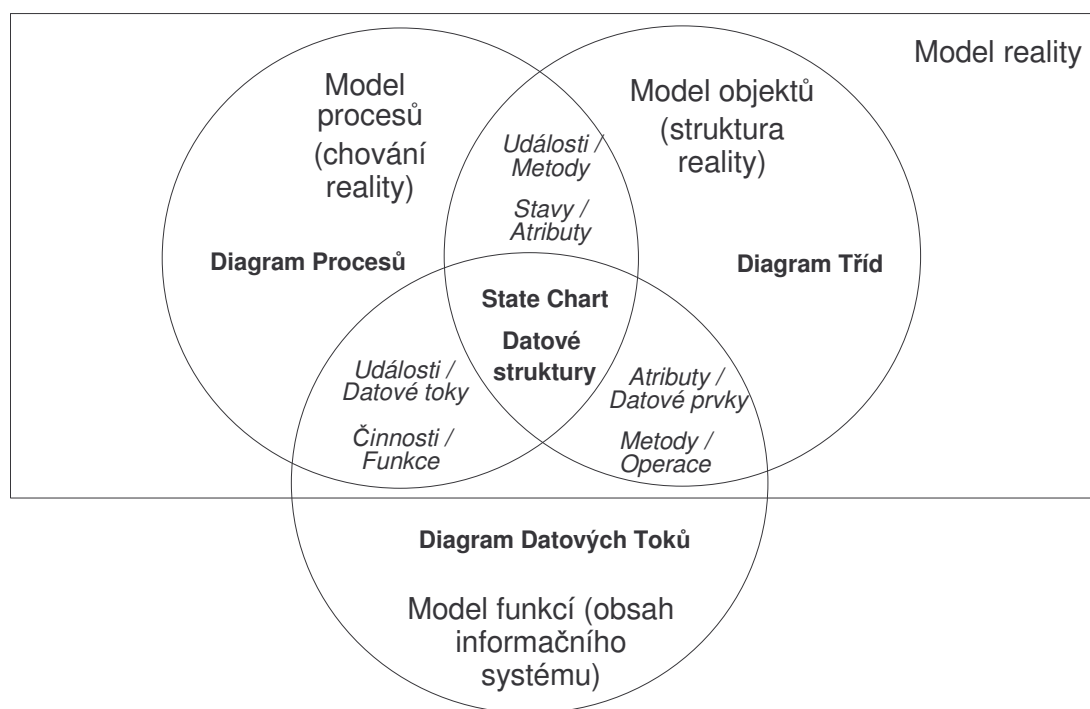 Model reality
Model
procesů
(chování
reality)
Model objektů
(struktura
reality)
Události /
Metody
Stavy /
Atributy
Diagram Procesů
Diagram Tříd
State Chart
Datové
struktury
Události /
Datové toky
Činnosti /
Funkce
Atributy /
Datové prvky
Metody /
Operace
Diagram Datových Toků
Model funkcí (obsah
informačního
systému)